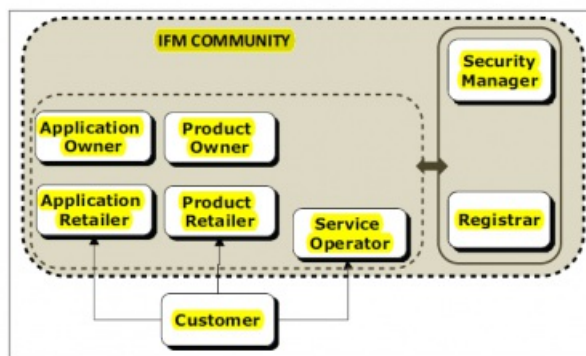 IFM COMMUNITY
Security
Manager
Application
Owner
Product
Owner
Application
Retailer
Product
Retailer
Service
Operator
Registrar
Customer